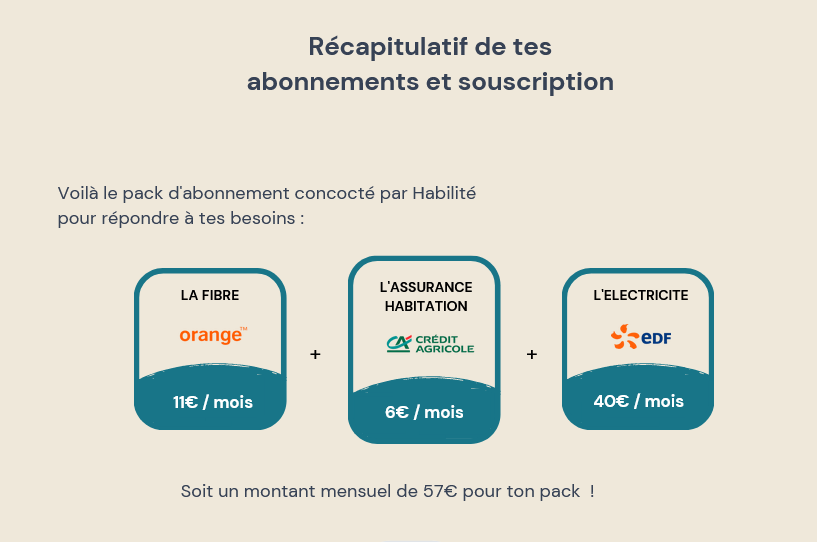 Récapitulatif de tes
abonnements et souscription
Voilà le pack d'abonnement concocté par Habilité
pour répondre à tes besoins :
LA FIBRE
orange™
11€ / mois
+
L'ASSURANCE
HABITATION
CA CRÉDIT
AGRICOLE
6€ / mois
+
L'ELECTRICITE
eDF
40€ / mois
Soit un montant mensuel de 57€ pour ton pack !